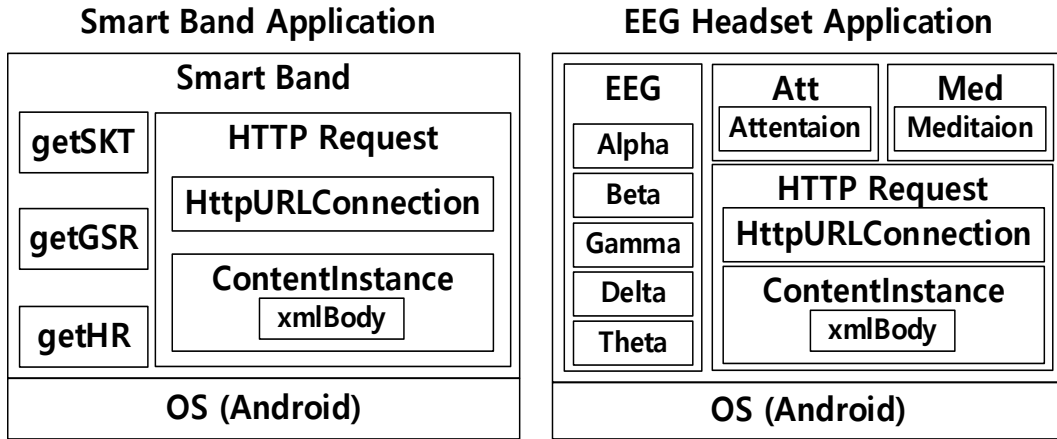 Smart Band Application
Smart Band
getSKT
getGSR
getHR
HTTP Request
HttpURLConnection
ContentInstance
xmlBody
OS (Android)
EEG Headset Application
EEG
Alpha
Beta
Gamma
Delta
Theta
Att
Attentaion
Med
Meditaion
HTTP Request
HttpURLConnection
ContentInstance
xmlBody
OS (Android)